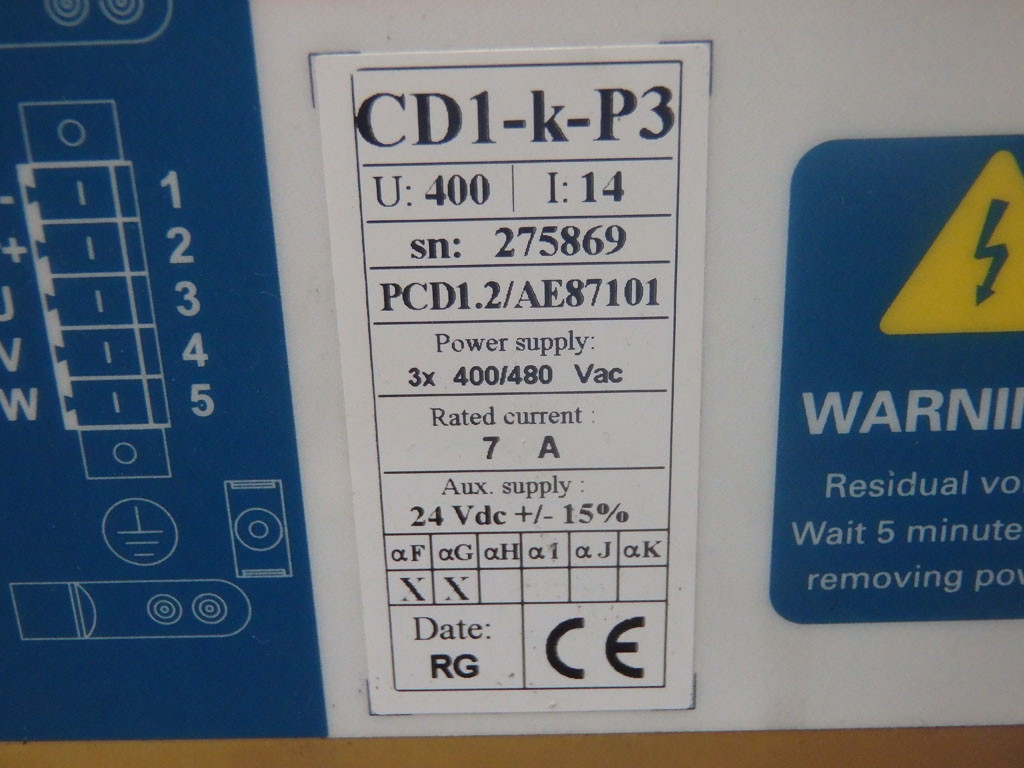 CD1-k-P3
U: 400 I: 14
sn: 275869
PCD1.2/AE87101
Power supply:
3x 400/480 Vac
Rated current :
7 A
Aux. supply :
24 Vdc +/- 15%
αF αG αH α1 αJ αK
X X
Date:
RG
CE
- 1
+ 2
U 3
V 4
W 5
WARNIN
Residual vo
Wait 5 minute
removing pow